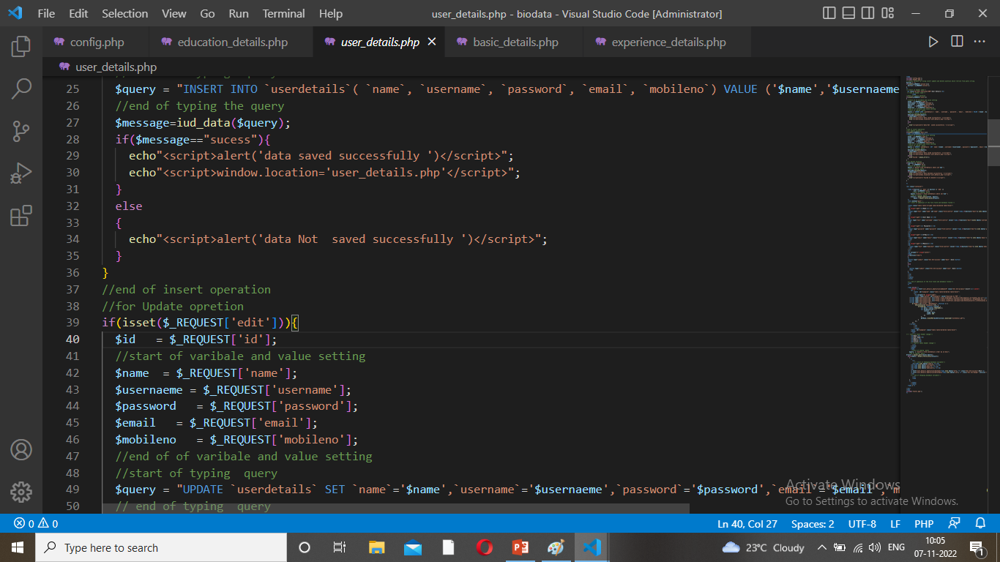 File Edit Selection View Go Run Terminal Help user_details.php - biodata - Visual Studio Code [Administrator]
config.php education_details.php user_details.php basic_details.php experience_details.php
user_details.php
25 $query = "INSERT INTO `userdetails`( `name`, `username`, `password`, `email`, `mobileno`) VALUE ('$name','$usernaeme
26 //end of typing the query
27 $message=iud_data($query);
28 if($message=="sucess"){
29 echo"<script>alert('data saved successfully ')</script>";
30 echo"<script>window.location='user_details.php'</script>";
31 }
32 else
33 {
34 echo"<script>alert('data Not  saved successfully ')</script>";
35 }
36 }
37 //end of insert operation
38 //for Update opretion
39 if(isset($_REQUEST['edit'])){
40 $id   = $_REQUEST['id'];
41 //start of varibale and value setting
42 $name  = $_REQUEST['name'];
43 $usernaeme = $_REQUEST['username'];
44 $password   = $_REQUEST['password'];
45 $email   = $_REQUEST['email'];
46 $mobileno   = $_REQUEST['mobileno'];
47 //end of of varibale and value setting
48 //start of typing  query
49 $query = "UPDATE `userdetails` SET `name`='$name',`username`='$usernaeme',`password`='$password',`email`='$email',`m
50 // end of typing  query
Activate Windows
Go to Settings to activate Windows.
0 0 Ln 40, Col 27 Spaces: 2 UTF-8 LF PHP
Type here to search 23°C Cloudy ENG 10:05
07-11-2022 1